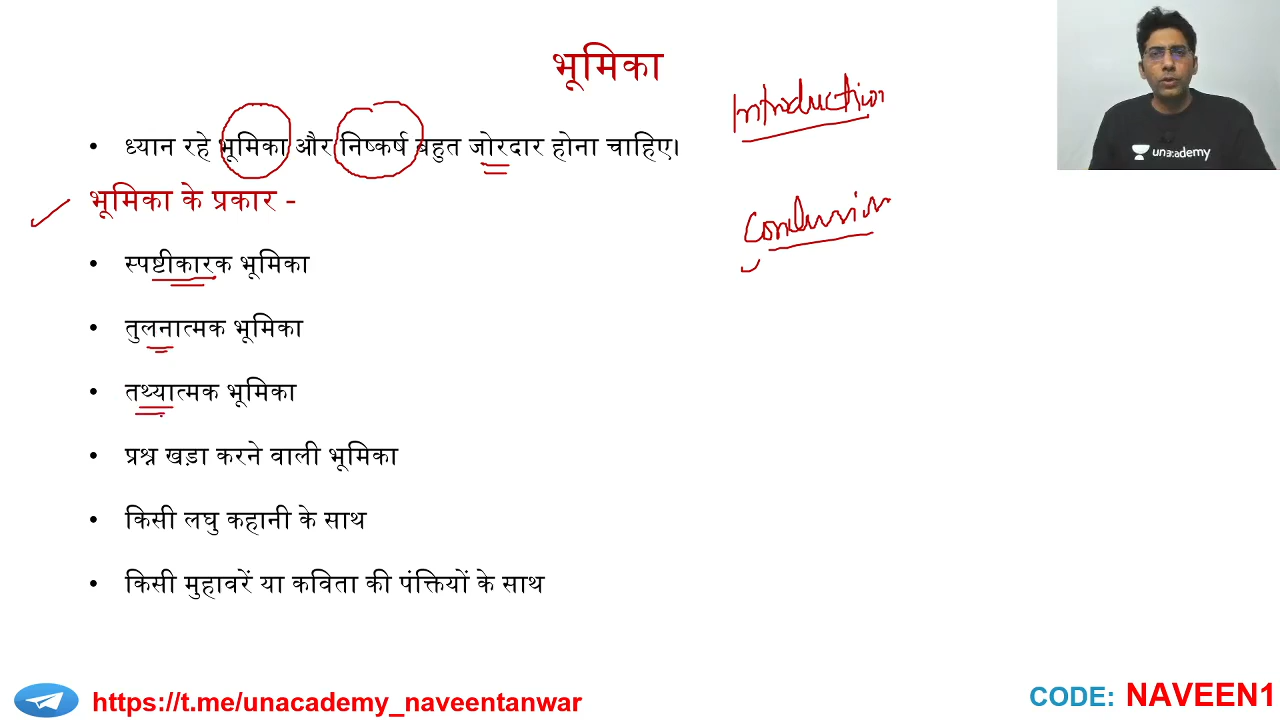 भूमिका
Introduction
• ध्यान रहे भूमिका और निष्कर्ष बहुत जोरदार होना चाहिए।
unacademy
भूमिका के प्रकार -
Conclusion
• स्पष्टीकारक भूमिका
• तुलनात्मक भूमिका
• तथ्यात्मक भूमिका
• प्रश्न खड़ा करने वाली भूमिका
• किसी लघु कहानी के साथ
• किसी मुहावरें या कविता की पंक्तियों के साथ
https://t.me/unacademy_naveentanwar
CODE: NAVEEN1